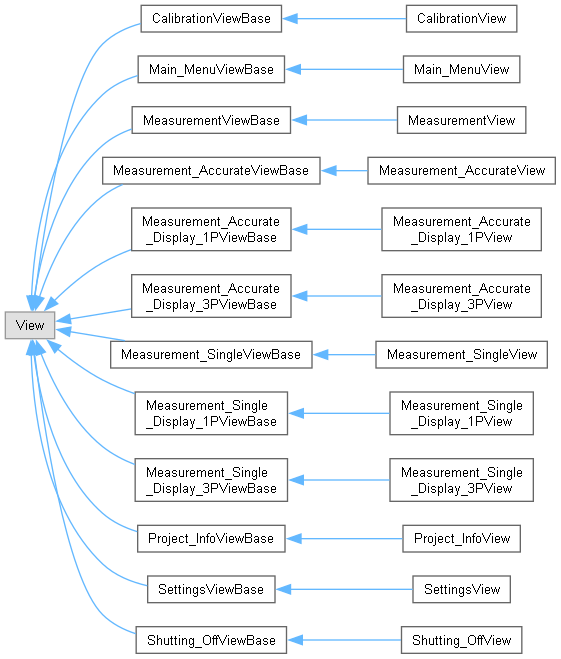 CalibrationViewBase
CalibrationView
Main_MenuViewBase
Main_MenuView
MeasurementViewBase
MeasurementView
Measurement_AccurateViewBase
Measurement_AccurateView
Measurement_Accurate
_Display_1PViewBase
Measurement_Accurate
_Display_1PView
Measurement_Accurate
_Display_3PViewBase
Measurement_Accurate
_Display_3PView
View
Measurement_SingleViewBase
Measurement_SingleView
Measurement_Single
_Display_1PViewBase
Measurement_Single
_Display_1PView
Measurement_Single
_Display_3PViewBase
Measurement_Single
_Display_3PView
Project_InfoViewBase
Project_InfoView
SettingsViewBase
SettingsView
Shutting_OffViewBase
Shutting_OffView